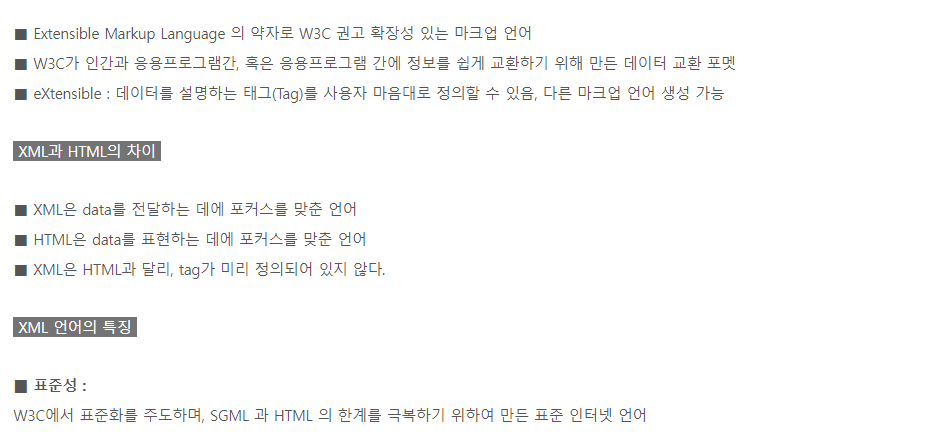 ■ Extensible Markup Language 의 약자로 W3C 권고 확장성 있는 마크업 언어
■ W3C가 인간과 응용프로그램간, 혹은 응용프로그램 간에 정보를 쉽게 교환하기 위해 만든 데이터 교환 포멧
■ eXtensible : 데이터를 설명하는 태그(Tag)를 사용자 마음대로 정의할 수 있음, 다른 마크업 언어 생성 가능
XML과 HTML의 차이
■ XML은 data를 전달하는 데에 포커스를 맞춘 언어
■ HTML은 data를 표현하는 데에 포커스를 맞춘 언어
■ XML은 HTML과 달리, tag가 미리 정의되어 있지 않다.
XML 언어의 특징
■ 표준성 :
W3C에서 표준화를 주도하며, SGML 과 HTML 의 한계를 극복하기 위하여 만든 표준 인터넷 언어